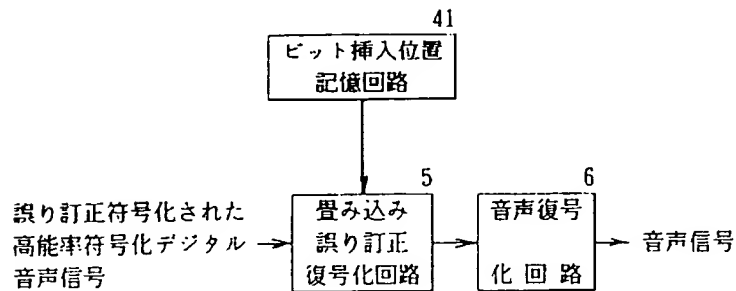 41
ビット挿入位置
記憶回路
誤り訂正符号化された
高能率符号化デジタル
音声信号
5
畳み込み
誤り訂正
復号化回路
6
音声復号
化回路
音声信号